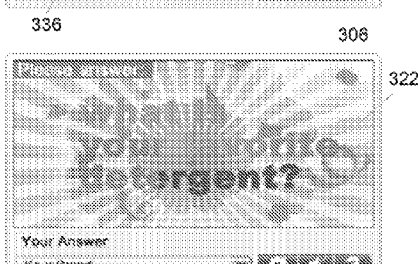 336
306
Please answer
322
what is
your favorite
detergent?
Your Answer